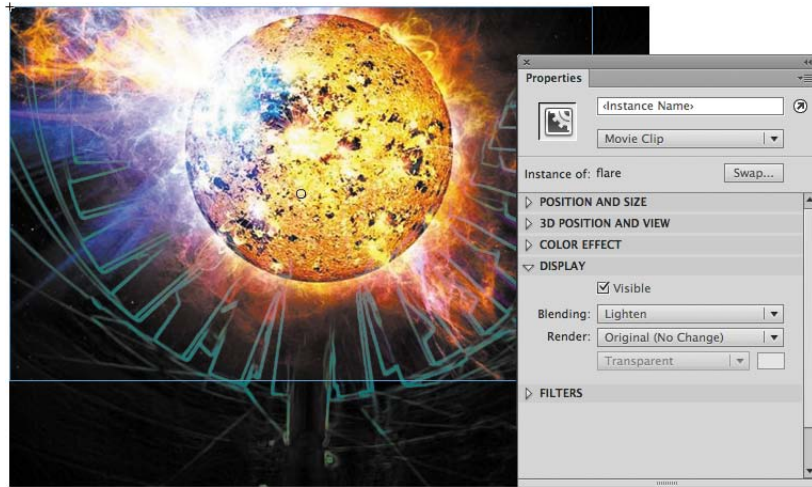 Properties
‹Instance Name›
Movie Clip
Instance of: flare
Swap...
POSITION AND SIZE
3D POSITION AND VIEW
COLOR EFFECT
DISPLAY
Visible
Blending: Lighten
Render: Original (No Change)
Transparent
FILTERS